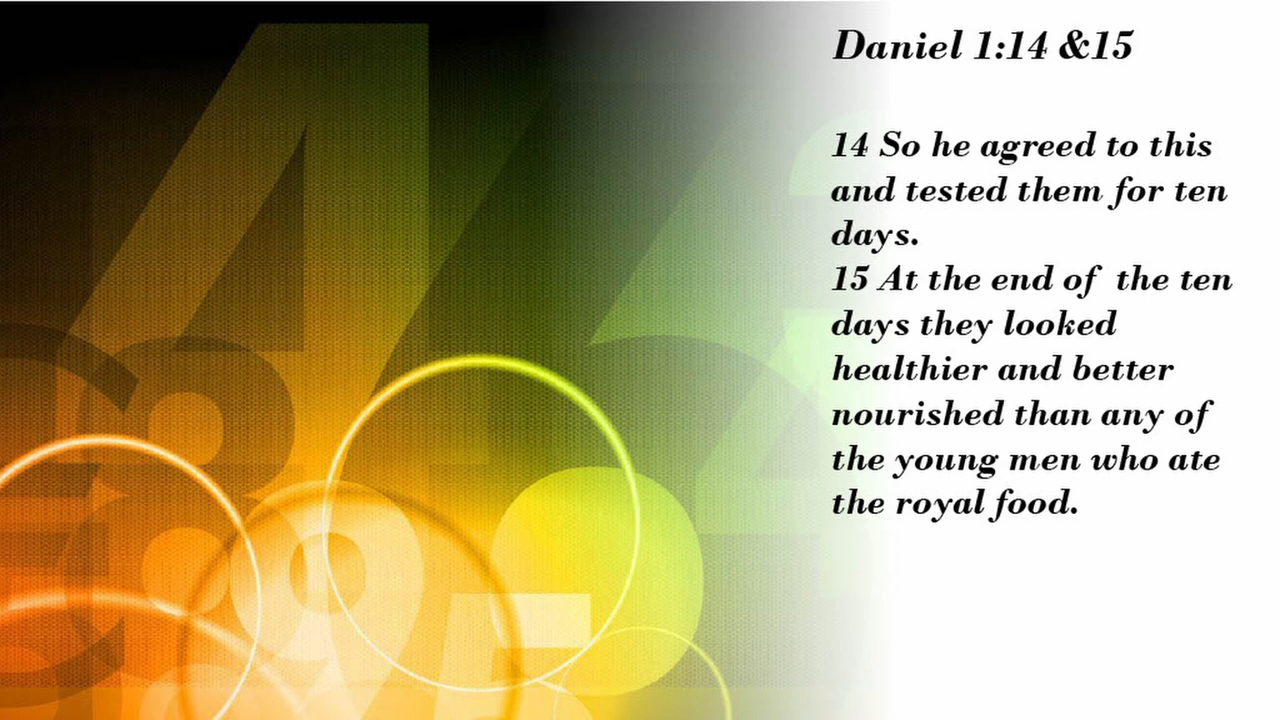 Daniel 1:14 &15
14 So he agreed to this
and tested them for ten
days.
15 At the end of the ten
days they looked
healthier and better
nourished than any of
the young men who ate
the royal food.